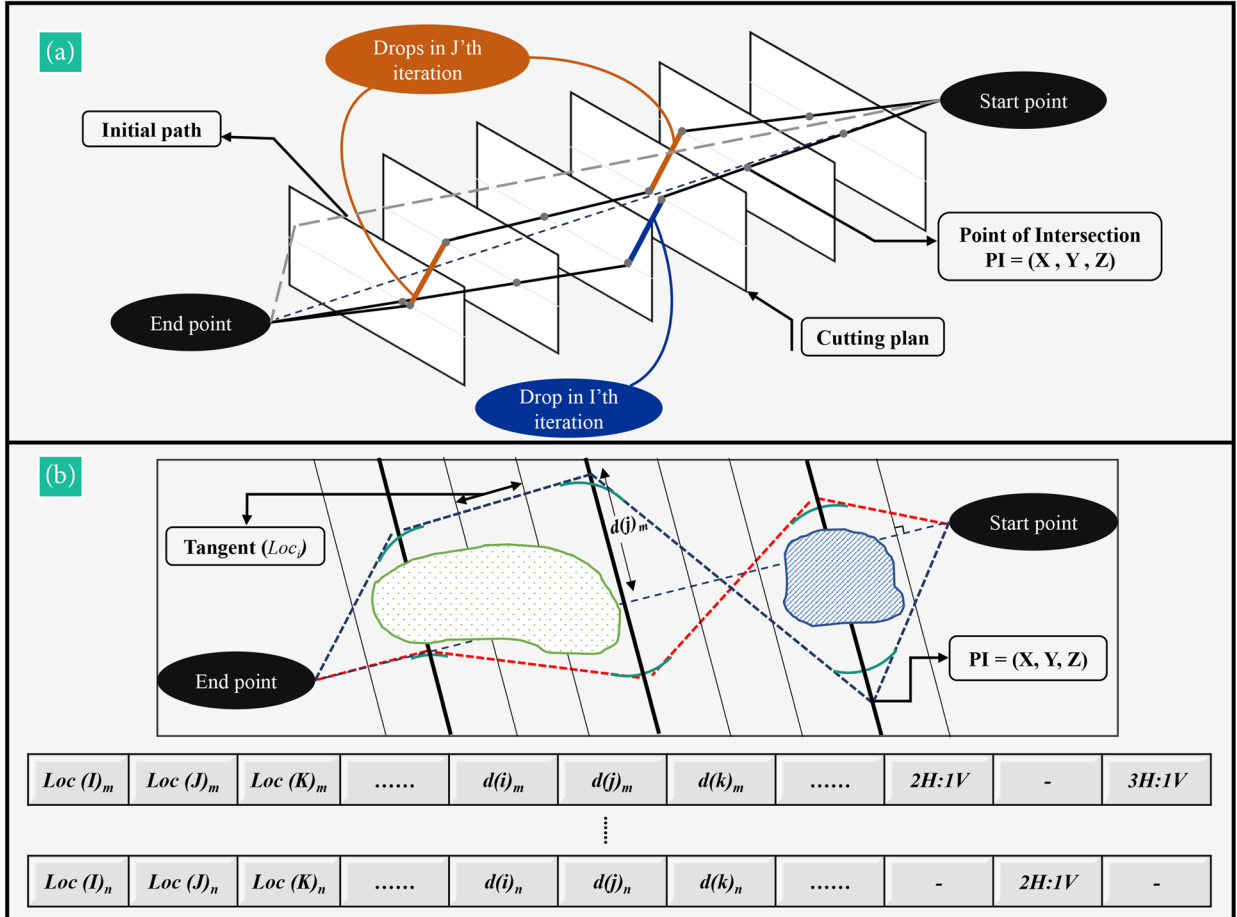 (a)
Drops in J'th
iteration
Start point
Initial path
Point of Intersection
PI = (X , Y , Z)
End point
Cutting plan
Drop in I'th
iteration
(b)
d(j)m
Start point
Tangent (Loci)
End point
PI = (X, Y, Z)
Loc (I)m Loc (J)m Loc (K)m ...... d(i)m d(j)m d(k)m ...... 2H:1V - 3H:1V
Loc (I)n Loc (J)n Loc (K)n ...... d(i)n d(j)n d(k)n ...... - 2H:1V -